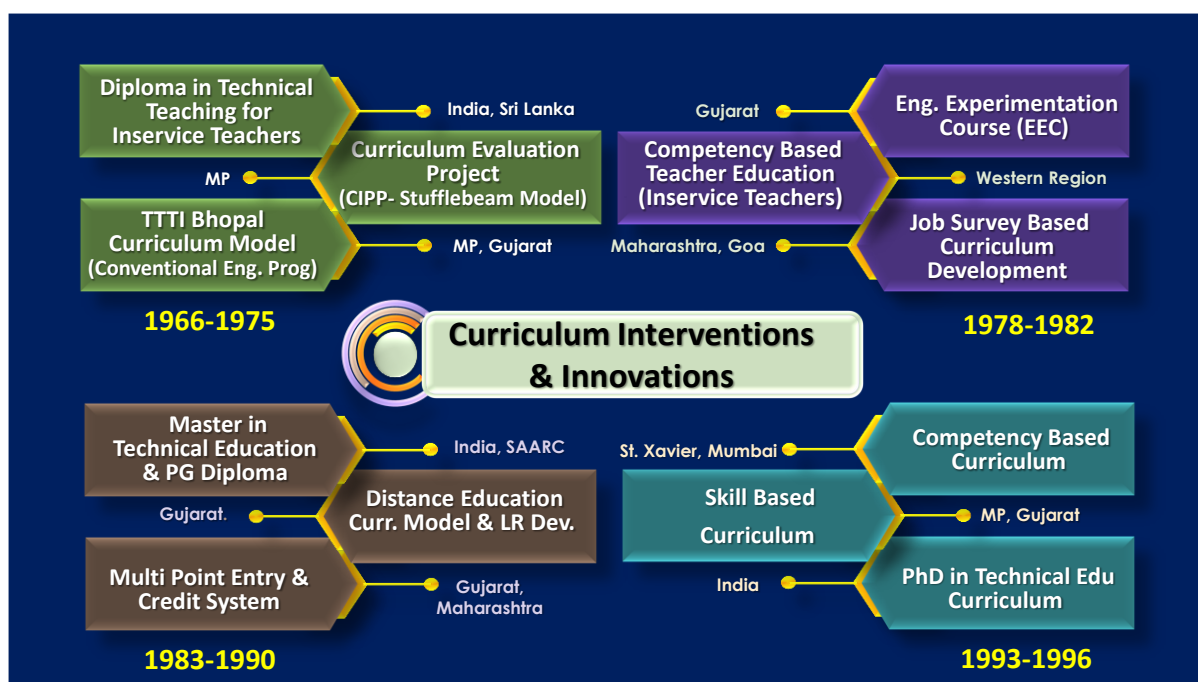 Diploma in Technical
Teaching for
Inservice Teachers
India, Sri Lanka
Curriculum Evaluation
Project
(CIPP- Stufflebeam Model)
MP
TTTI Bhopal
Curriculum Model
(Conventional Eng. Prog)
MP, Gujarat
1966-1975
Gujarat
Eng. Experimentation
Course (EEC)
Competency Based
Teacher Education
(Inservice Teachers)
Western Region
Maharashtra, Goa
Job Survey Based
Curriculum
Development
1978-1982
Curriculum Interventions
& Innovations
Master in
Technical Education
& PG Diploma
India, SAARC
Distance Education
Curr. Model & LR Dev.
Gujarat.
Multi Point Entry &
Credit System
Gujarat,
Maharashtra
1983-1990
St. Xavier, Mumbai
Competency Based
Curriculum
Skill Based
Curriculum
MP, Gujarat
India
PhD in Technical Edu
Curriculum
1993-1996